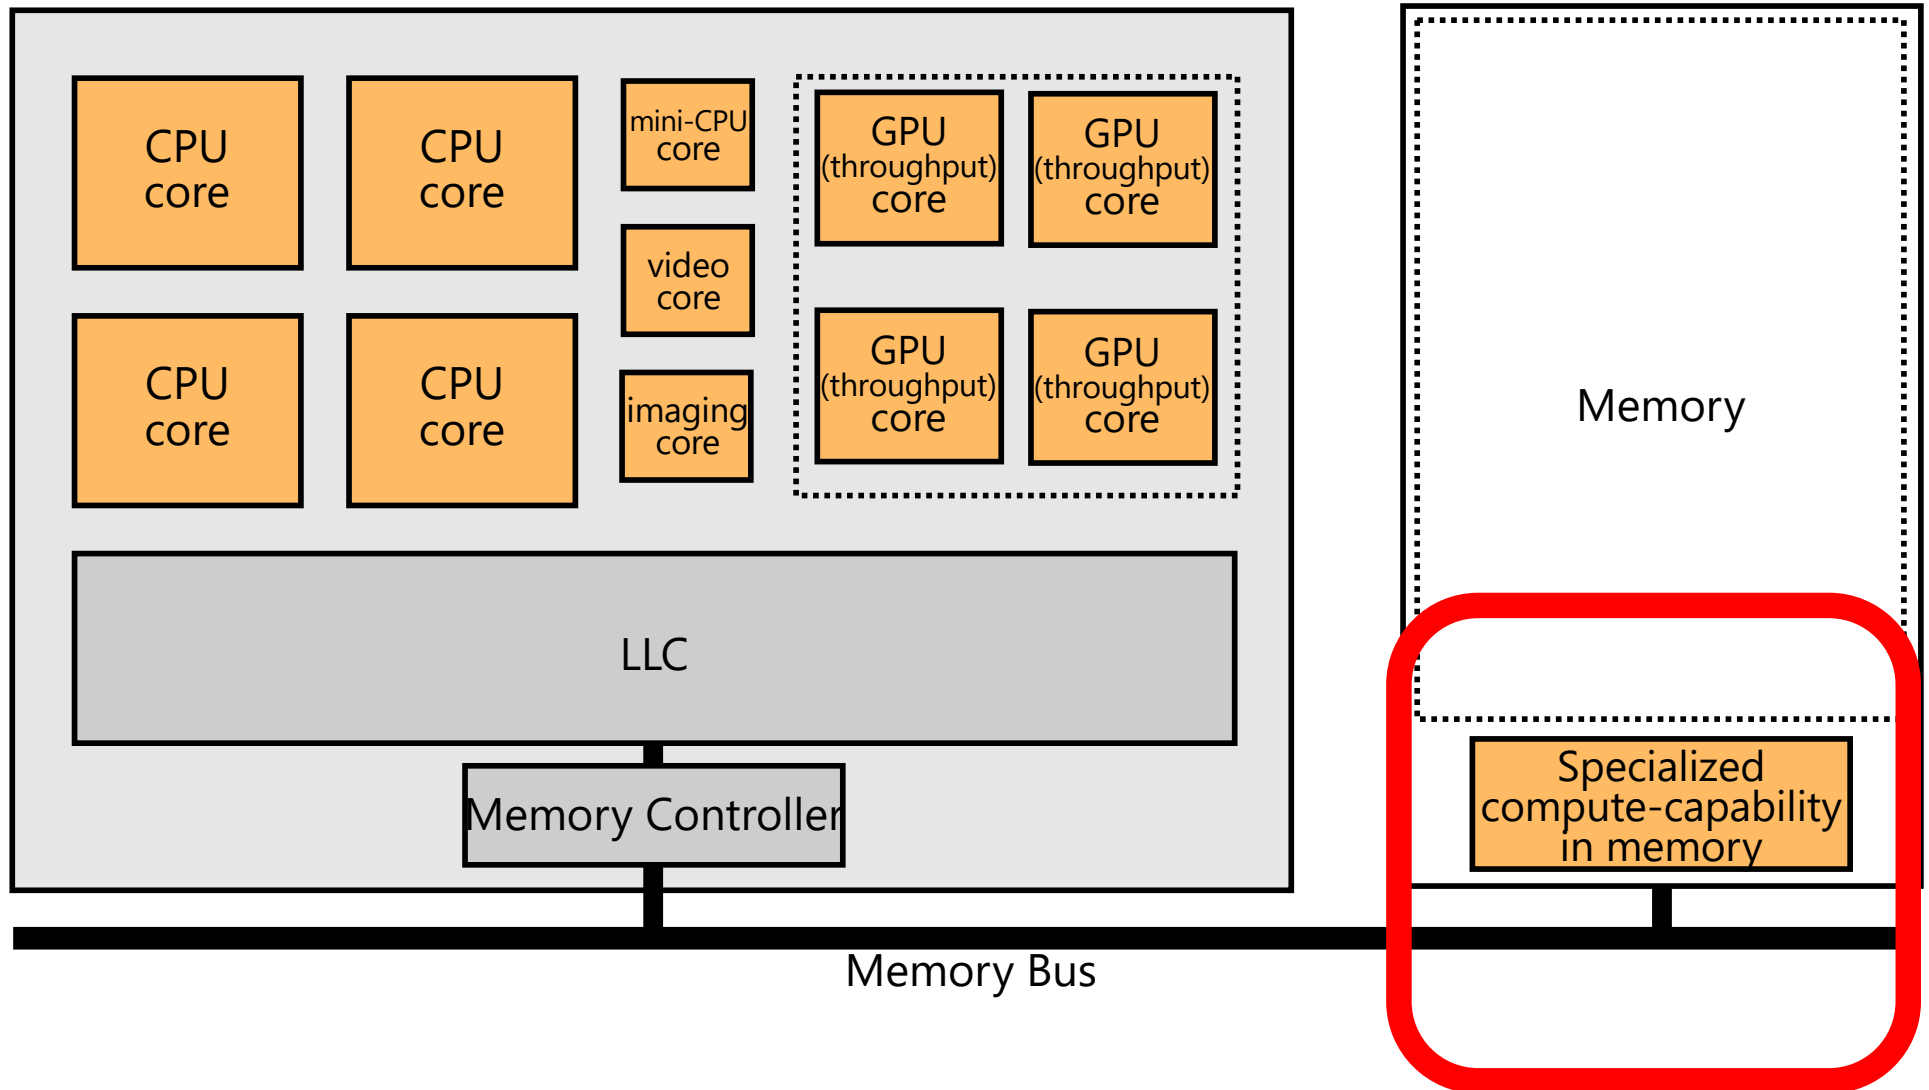 CPU
core
CPU
core
mini-CPU
core
GPU
(throughput)
core
GPU
(throughput)
core
video
core
CPU
core
CPU
core
imaging
core
GPU
(throughput)
core
GPU
(throughput)
core
Memory
LLC
Memory Controller
Specialized
compute-capability
in memory
Memory Bus